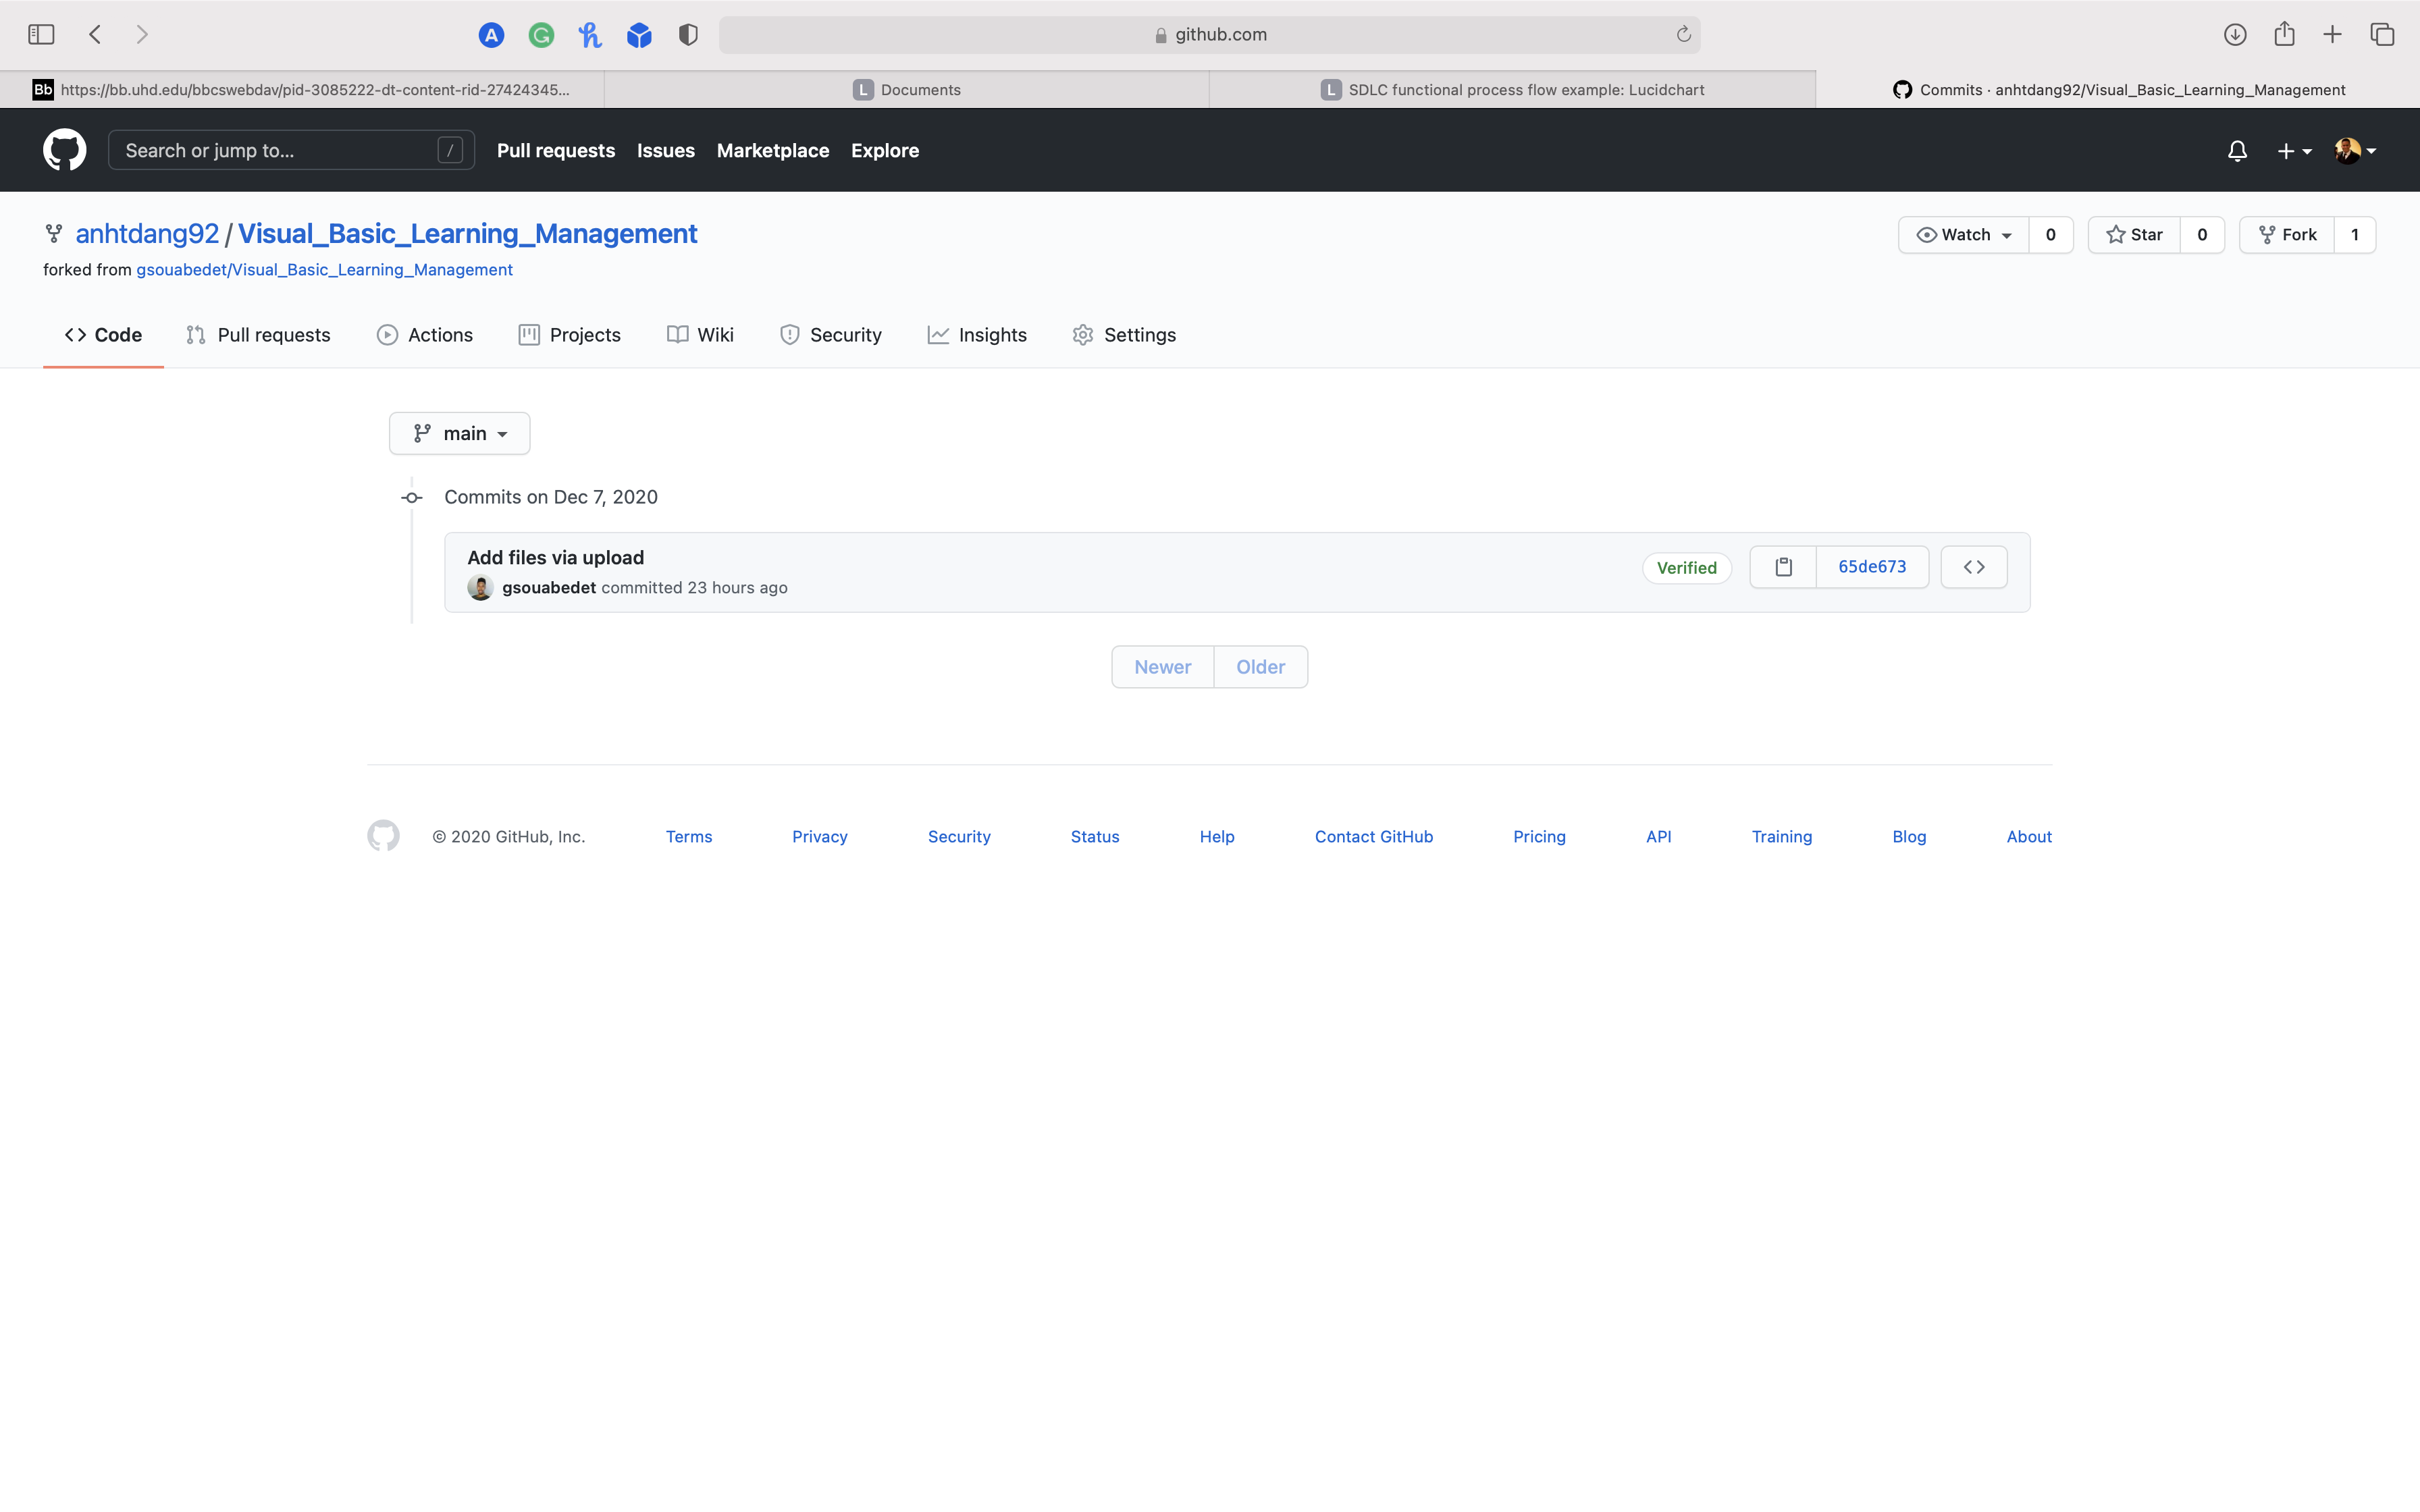 github.com
Bb https://bb.uhd.edu/bbcswebdav/pid-3085222-dt-content-rid-27424345...
L Documents
L SDLC functional process flow example: Lucidchart
Commits · anhtdang92/Visual_Basic_Learning_Management
Search or jump to... /
Pull requests Issues Marketplace Explore
anhtdang92 / Visual_Basic_Learning_Management
Watch 0 Star 0 Fork 1
forked from gsouabedet/Visual_Basic_Learning_Management
Code Pull requests Actions Projects Wiki Security Insights Settings
main
Commits on Dec 7, 2020
Add files via upload
gsouabedet committed 23 hours ago
Verified 65de673
Newer Older
© 2020 GitHub, Inc. Terms Privacy Security Status Help Contact GitHub Pricing API Training Blog About